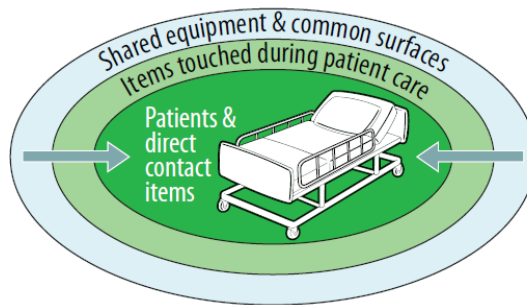 Shared equipment & common surfaces
Items touched during patient care
Patients &
direct
contact
items